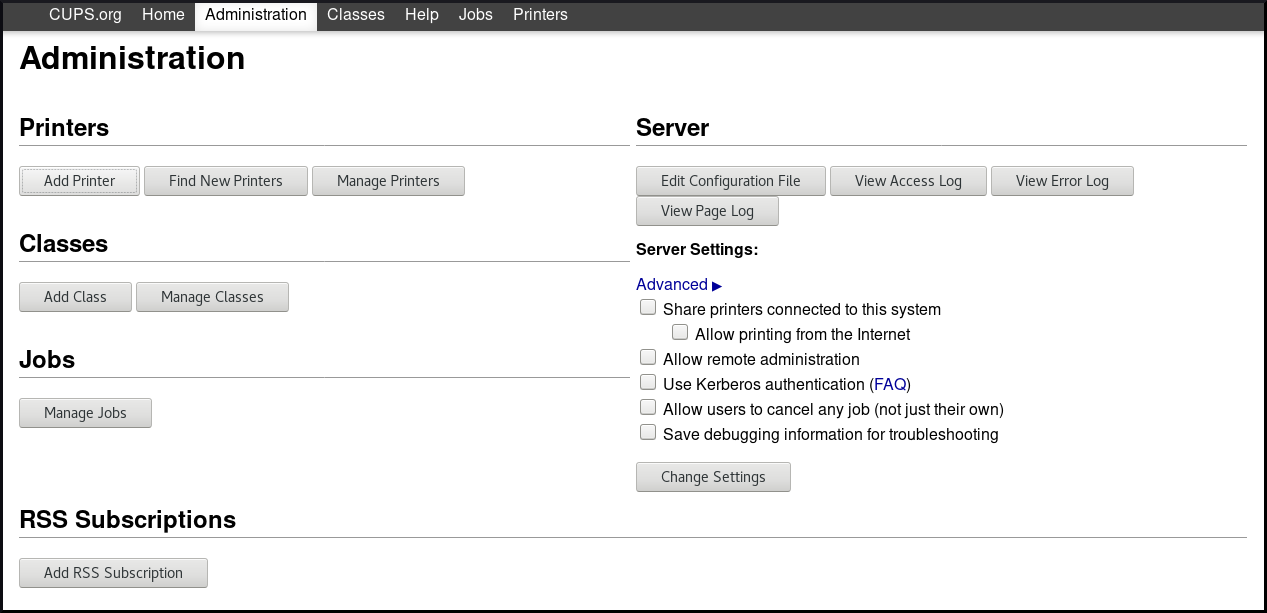 CUPS.org Home Administration Classes Help Jobs Printers
Administration
Printers
Add Printer Find New Printers Manage Printers
Classes
Add Class Manage Classes
Jobs
Manage Jobs
Server
Edit Configuration File View Access Log View Error Log
View Page Log
Server Settings:
Advanced ▶
Share printers connected to this system
Allow printing from the Internet
Allow remote administration
Use Kerberos authentication (FAQ)
Allow users to cancel any job (not just their own)
Save debugging information for troubleshooting
Change Settings
RSS Subscriptions
Add RSS Subscription